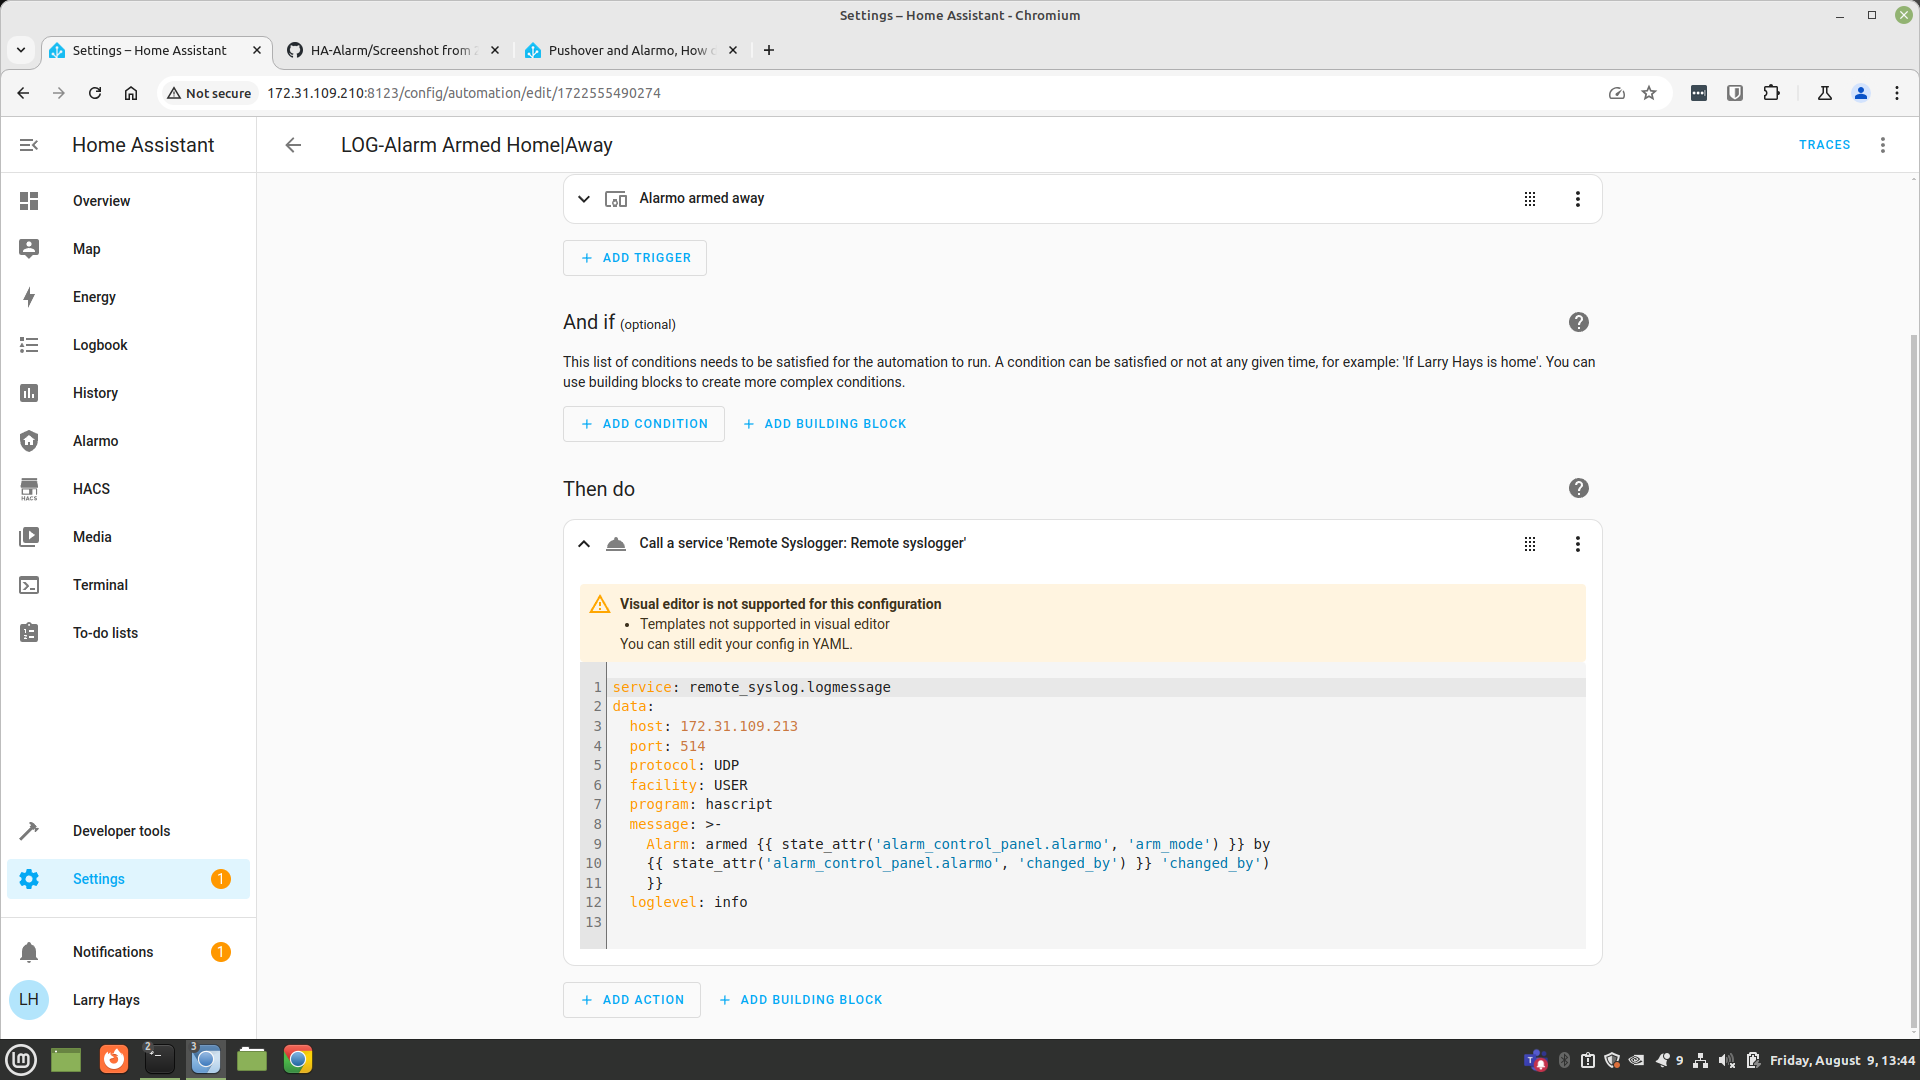 Settings – Home Assistant - Chromium
Settings – Home Assistant
HA-Alarm/Screenshot from
Pushover and Alarmo, How
Not secure
172.31.109.210:8123/config/automation/edit/1722555490274
Home Assistant
LOG-Alarm Armed Home|Away
TRACES
Overview
Map
Energy
Logbook
History
Alarmo
HACS
HACS
Media
Terminal
To-do lists
Developer tools
Settings
1
Notifications
1
LH
Larry Hays
Alarmo armed away
ADD TRIGGER
And if (optional)
This list of conditions needs to be satisfied for the automation to run. A condition can be satisfied or not at any given time, for example: 'If Larry Hays is home'. You can
use building blocks to create more complex conditions.
ADD CONDITION
ADD BUILDING BLOCK
Then do
Call a service 'Remote Syslogger: Remote syslogger'
Visual editor is not supported for this configuration
• Templates not supported in visual editor
You can still edit your config in YAML.
1 service: remote_syslog.logmessage
2 data:
3 host: 172.31.109.213
4 port: 514
5 protocol: UDP
6 facility: USER
7 program: hascript
8 message: >-
9 Alarm: armed {{ state_attr('alarm_control_panel.alarmo', 'arm_mode') }} by
10 {{ state_attr('alarm_control_panel.alarmo', 'changed_by') }} 'changed_by')
11 }}
12 loglevel: info
13
ADD ACTION
ADD BUILDING BLOCK
2
3
9
Friday, August 9, 13:44